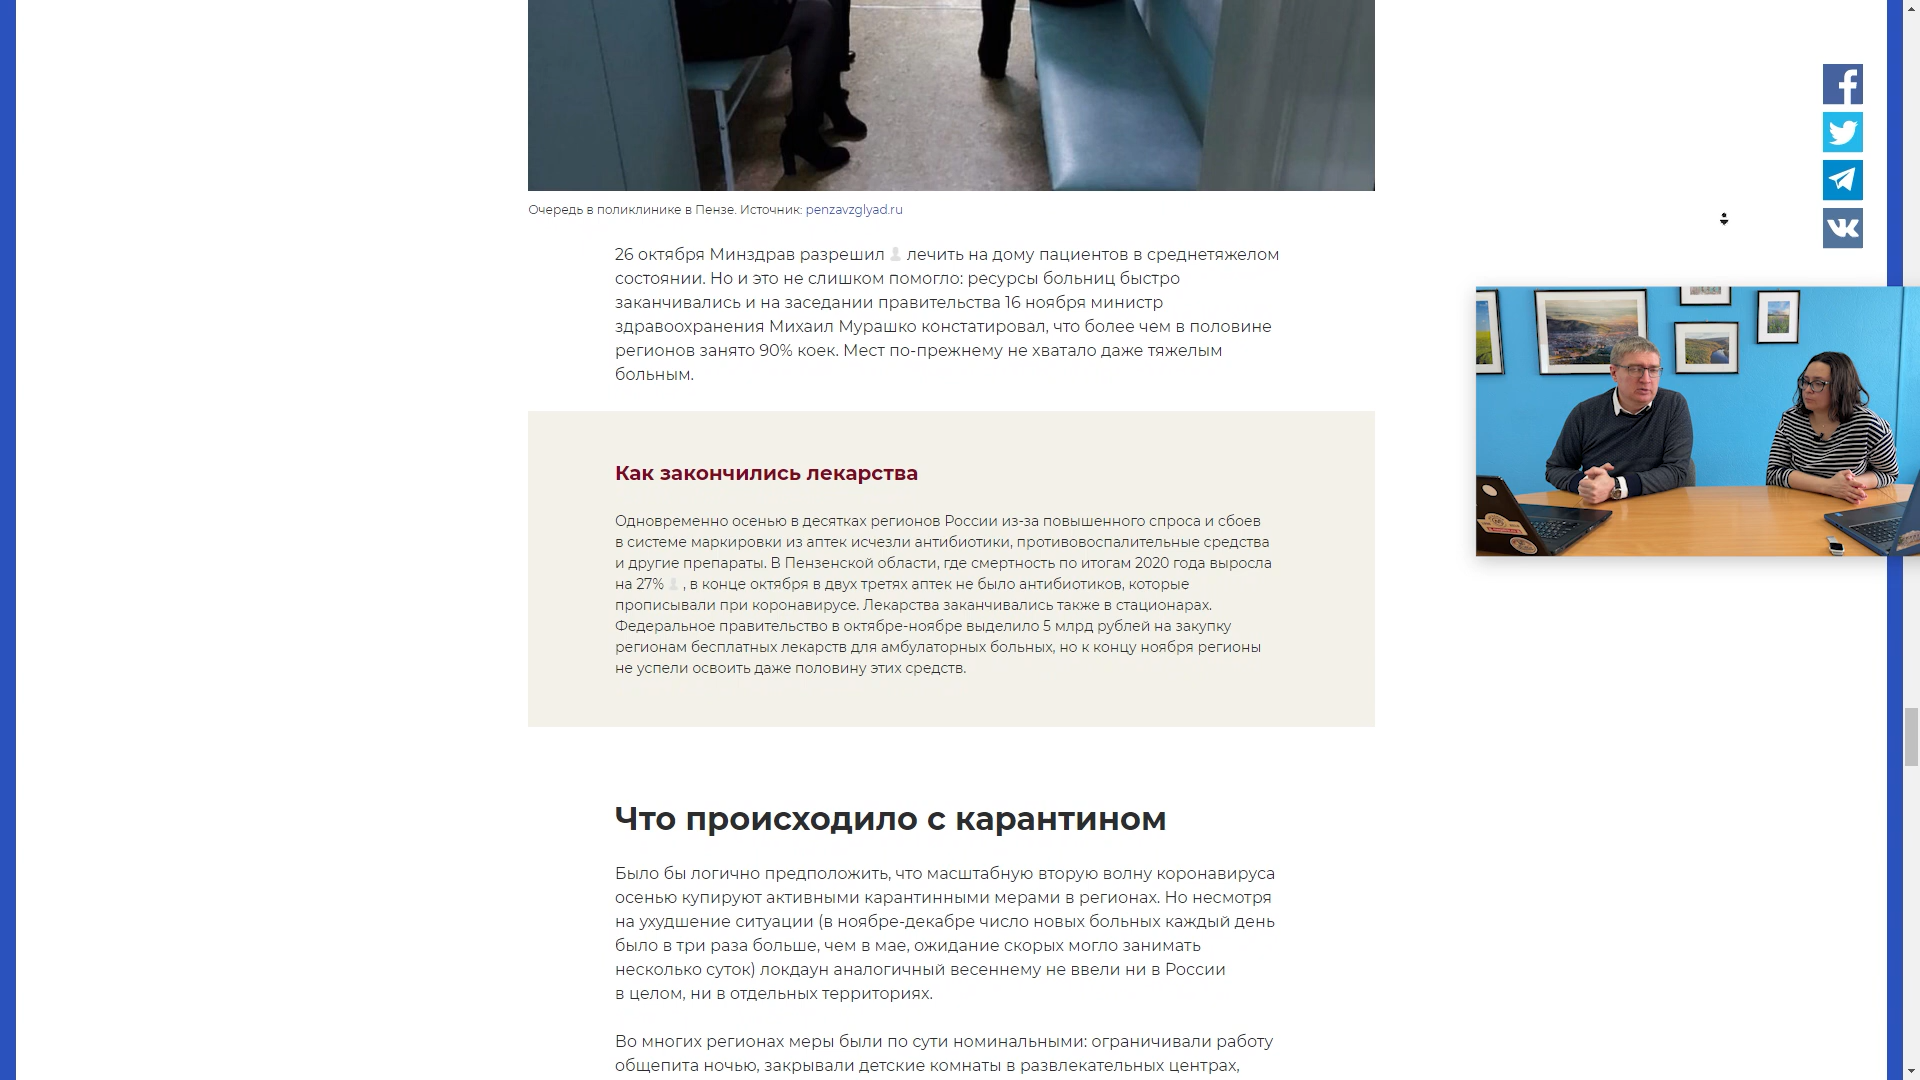 Очередь в поликлинике в Пензе. Источник: penzavzglyad.ru
26 октября Минздрав разрешил лечить на дому пациентов в среднетяжелом
состоянии. Но и это не слишком помогло: ресурсы больниц быстро
заканчивались и на заседании правительства 16 ноября министр
здравоохранения Михаил Мурашко констатировал, что более чем в половине
регионов занято 90% коек. Мест по-прежнему не хватало даже тяжелым
больным.
Как закончились лекарства
Одновременно осенью в десятках регионов России из-за повышенного спроса и сбоев
в системе маркировки из аптек исчезли антибиотики, противовоспалительные средства
и другие препараты. В Пензенской области, где смертность по итогам 2020 года выросла
на 27% , в конце октября в двух третях аптек не было антибиотиков, которые
прописывали при коронавирусе. Лекарства заканчивались также в стационарах.
Федеральное правительство в октябре-ноябре выделило 5 млрд рублей на закупку
регионам бесплатных лекарств для амбулаторных больных, но к концу ноября регионы
не успели освоить даже половину этих средств.
Что происходило с карантином
Было бы логично предположить, что масштабную вторую волну коронавируса
осенью купируют активными карантинными мерами в регионах. Но несмотря
на ухудшение ситуации (в ноябре-декабре число новых больных каждый день
было в три раза больше, чем в мае, ожидание скорых могло занимать
несколько суток) локдаун аналогичный весеннему не ввели ни в России
в целом, ни в отдельных территориях.
Во многих регионах меры были по сути номинальными: ограничивали работу
общепита ночью, закрывали детские комнаты в развлекательных центрах,